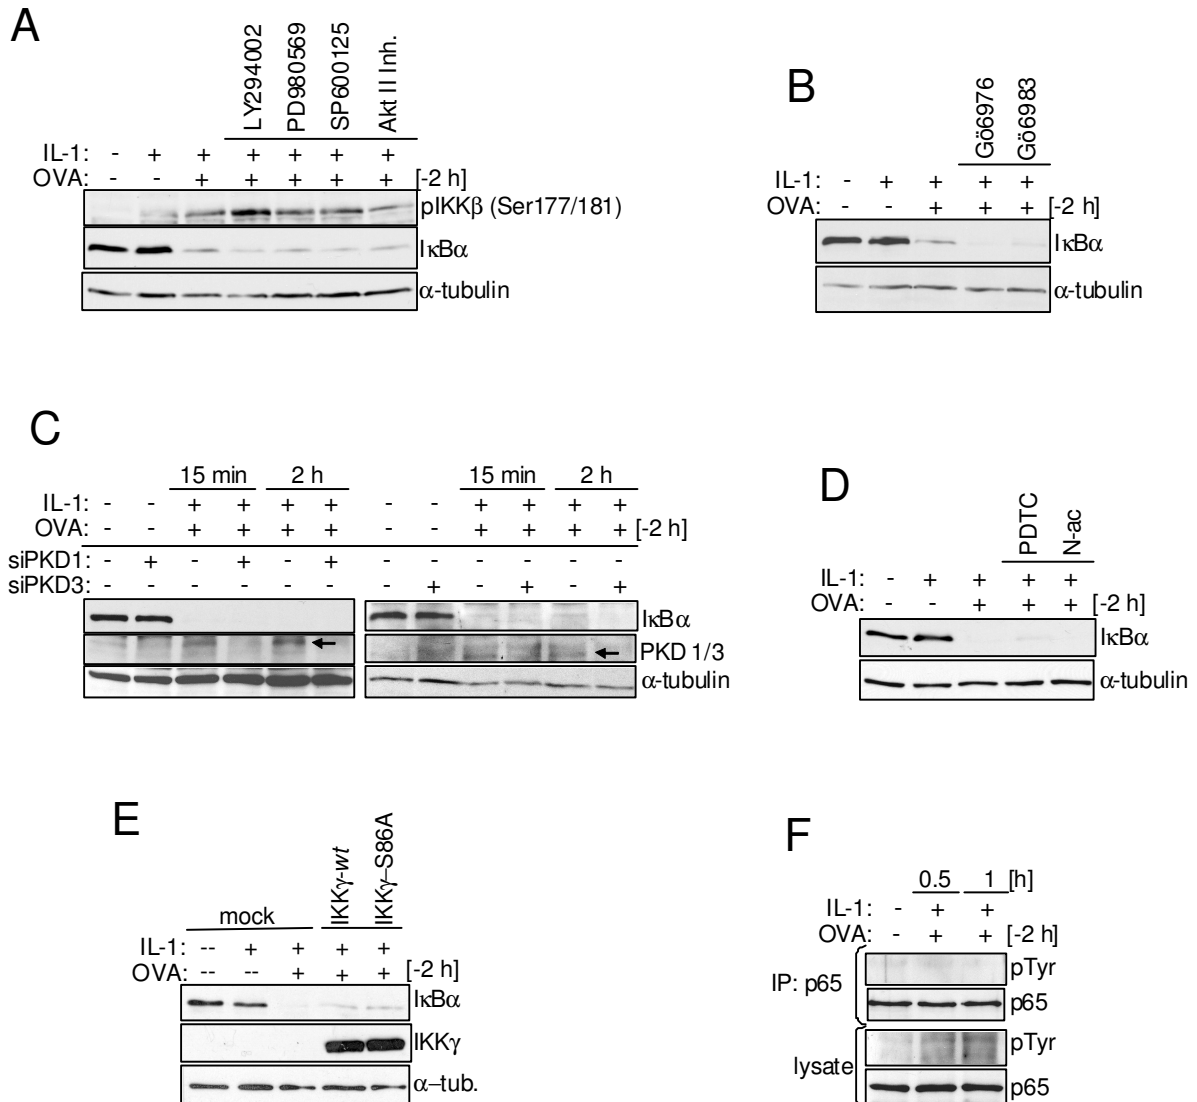 A
LY294002
PD980569
SP600125
Akt II Inh.
IL-1: - + + + + + +
OVA: - - + + + + + [-2 h]
pIKKβ (Ser177/181)
IκBα
α-tubulin
B
Gö6976
Gö6983
IL-1: - + + + +
OVA: - - + + + [-2 h]
IκBα
α-tubulin
C
15 min 2 h 15 min 2 h
IL-1: - - + + + + - - + + + +
OVA: - - + + + + - - + + + + [-2 h]
siPKD1: - + - + - + - - - - - -
siPKD3: - - - - - - - + - + - +
IκBα
PKD 1/3
α-tubulin
D
PDTC
N-ac
IL-1: - + + + +
OVA: - - + + + [-2 h]
IκBα
α-tubulin
E
mock
IKKγ-wt
IKKγ–S86A
IL-1: -- + + + +
OVA: -- -- + + + [-2 h]
IκBα
IKKγ
α–tub.
F
0.5 1 [h]
IL-1: - + +
OVA: - + + [-2 h]
IP: p65
pTyr
p65
lysate
pTyr
p65